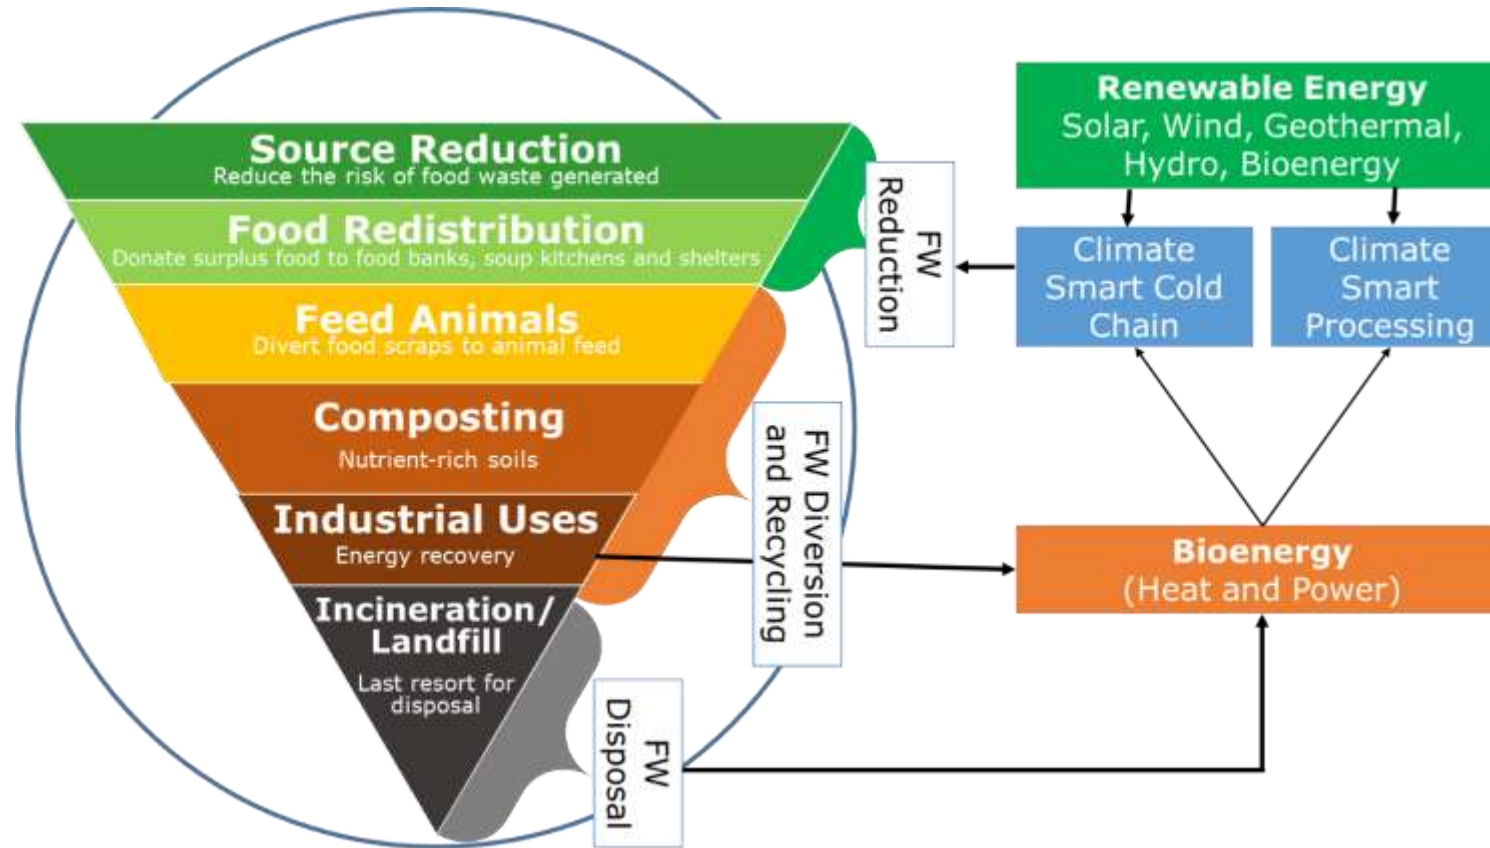 Source Reduction
Reduce the risk of food waste generated
Food Redistribution
Donate surplus food to food banks, soup kitchens and shelters
Feed Animals
Divert food scraps to animal feed
Composting
Nutrient-rich soils
Industrial Uses
Energy recovery
Incineration/
Landfill
Last resort for
disposal
FW
Reduction
FW Diversion
and Recycling
FW
Disposal
Renewable Energy
Solar, Wind, Geothermal,
Hydro, Bioenergy
Climate
Smart Cold
Chain
Climate
Smart
Processing
Bioenergy
(Heat and Power)